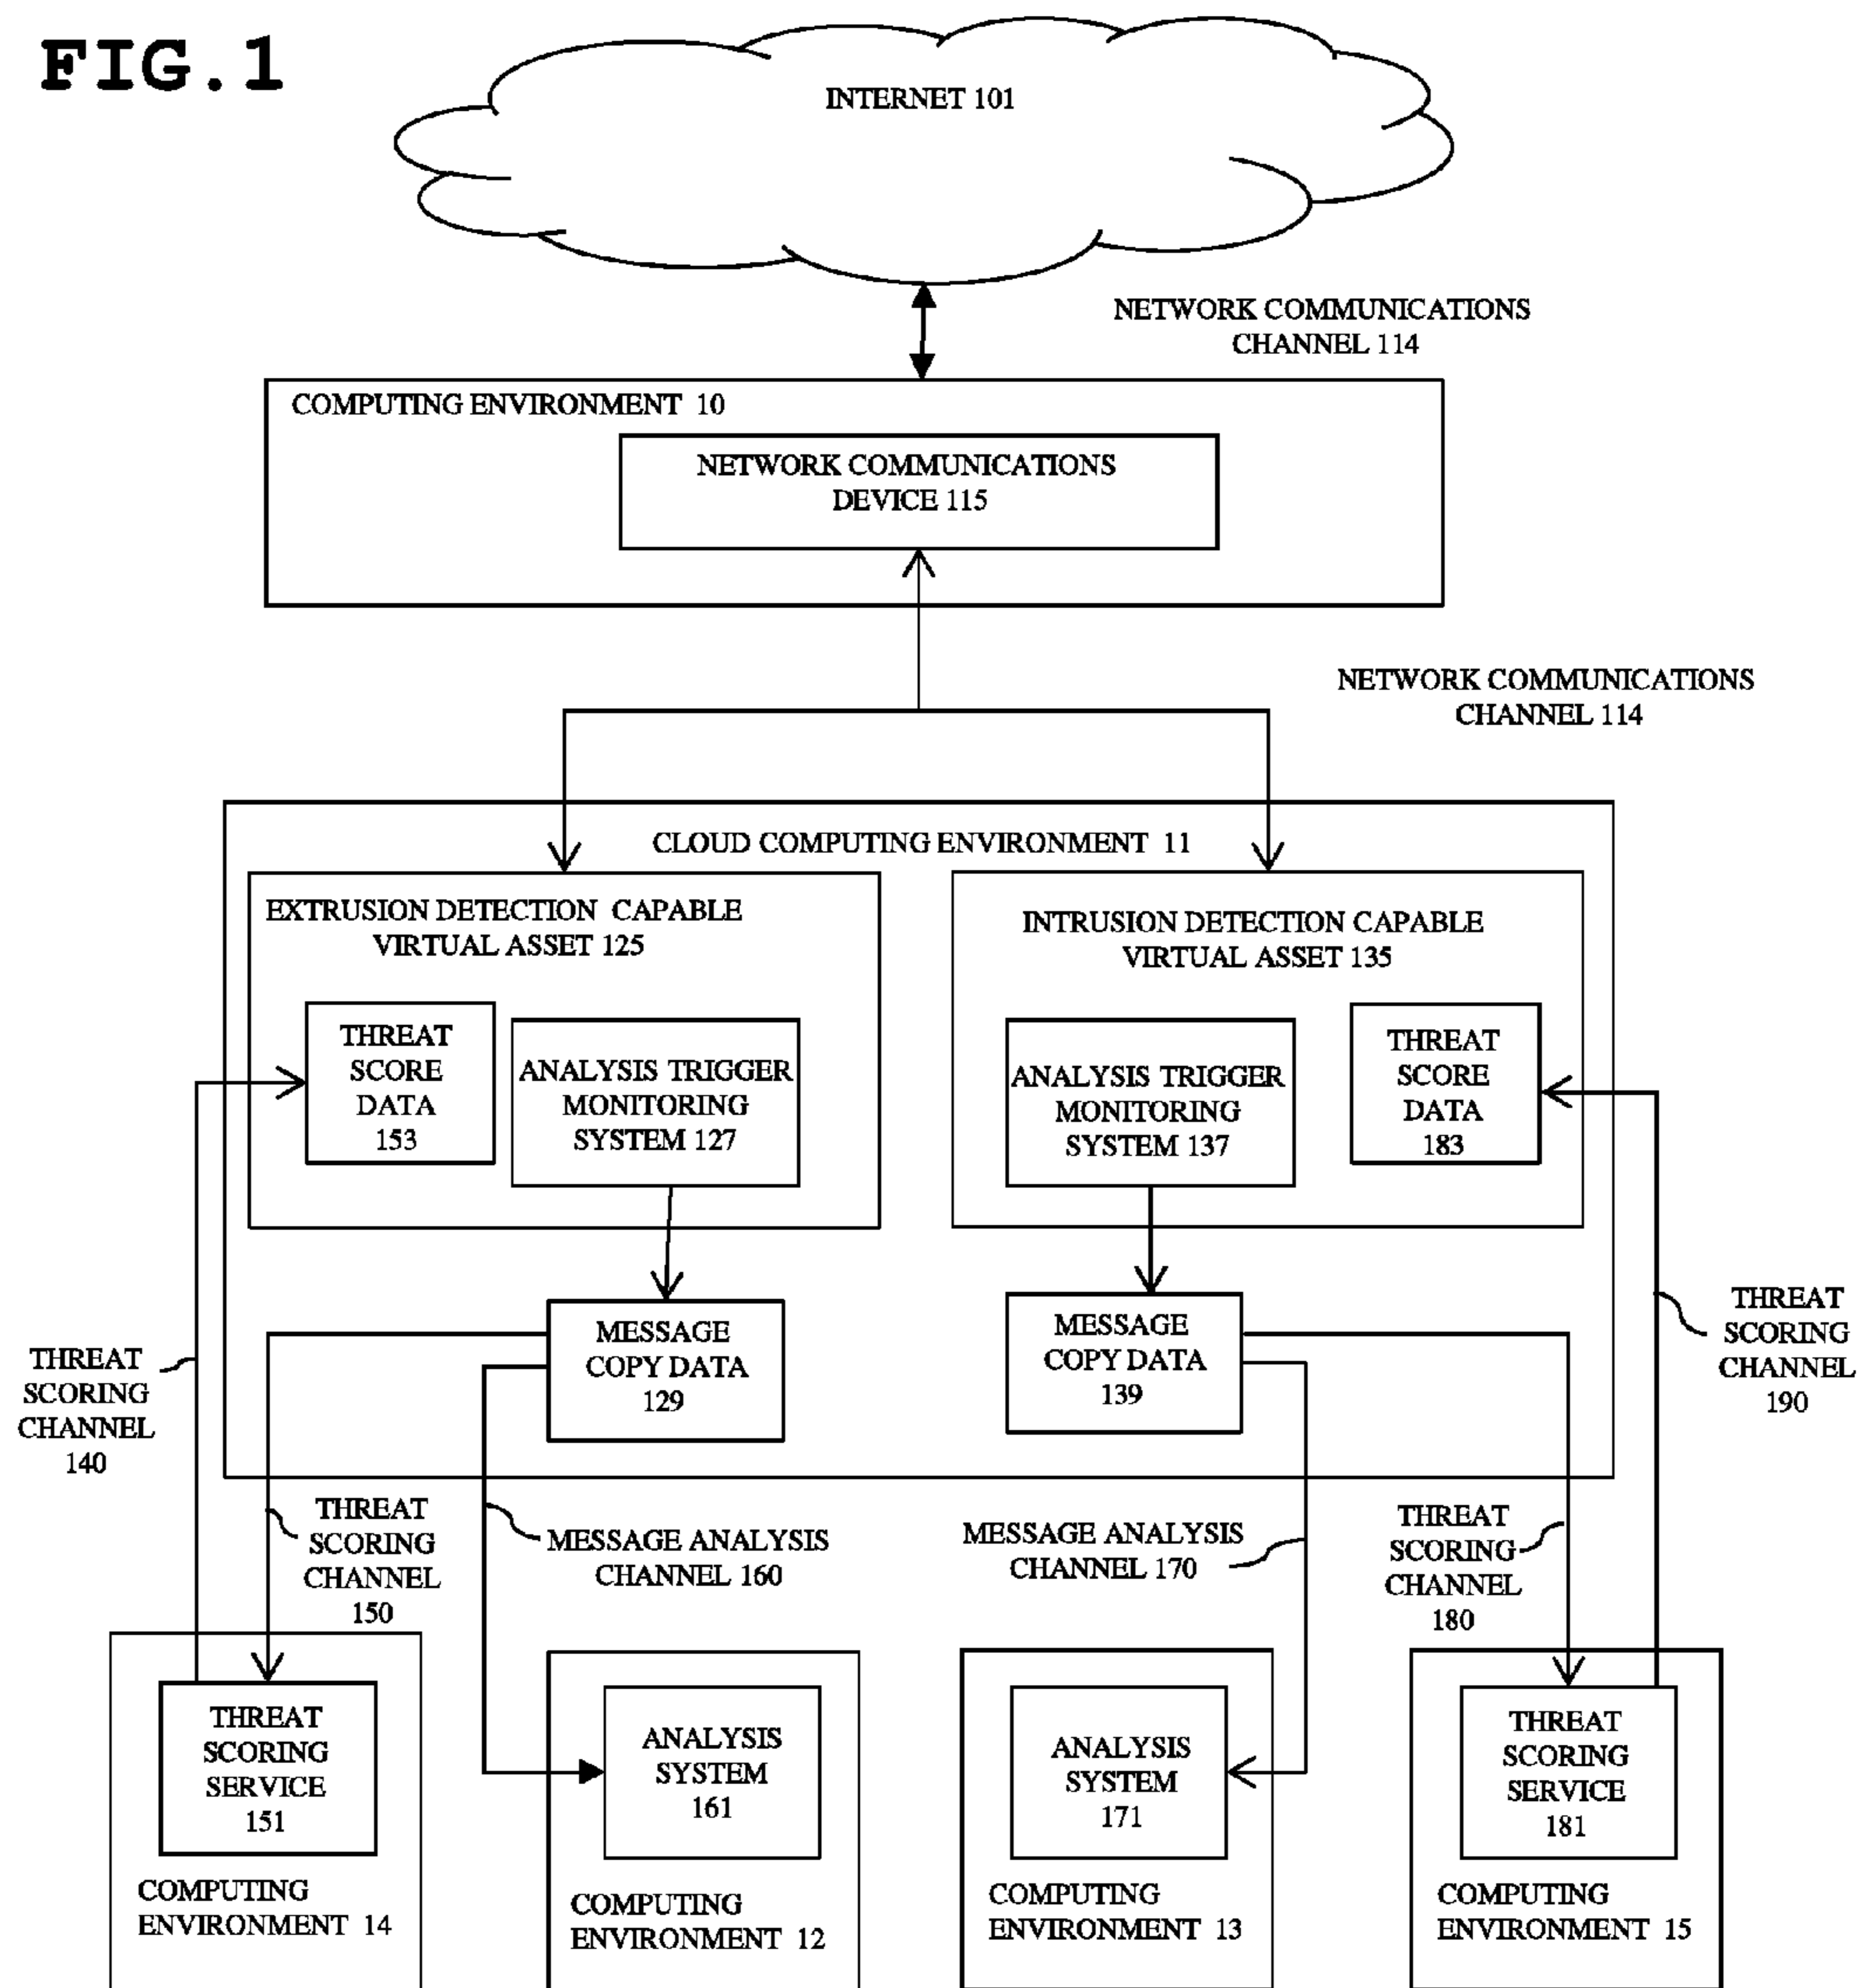 FIG.1
INTERNET 101
NETWORK COMMUNICATIONS
CHANNEL 114
COMPUTING ENVIRONMENT 10
NETWORK COMMUNICATIONS
DEVICE 115
NETWORK COMMUNICATIONS
CHANNEL 114
CLOUD COMPUTING ENVIRONMENT 11
EXTRUSION DETECTION CAPABLE
VIRTUAL ASSET 125
INTRUSION DETECTION CAPABLE
VIRTUAL ASSET 135
THREAT
SCORE
DATA
153
ANALYSIS TRIGGER
MONITORING
SYSTEM 127
ANALYSIS TRIGGER
MONITORING
SYSTEM 137
THREAT
SCORE
DATA
183
MESSAGE
COPY DATA
129
MESSAGE
COPY DATA
139
THREAT
SCORING
CHANNEL
140
THREAT
SCORING
CHANNEL
190
THREAT
SCORING
CHANNEL
150
MESSAGE ANALYSIS
CHANNEL 160
MESSAGE ANALYSIS
CHANNEL 170
THREAT
SCORING
CHANNEL
180
THREAT
SCORING
SERVICE
151
COMPUTING
ENVIRONMENT 14
ANALYSIS
SYSTEM
161
COMPUTING
ENVIRONMENT 12
ANALYSIS
SYSTEM
171
COMPUTING
ENVIRONMENT 13
THREAT
SCORING
SERVICE
181
COMPUTING
ENVIRONMENT 15